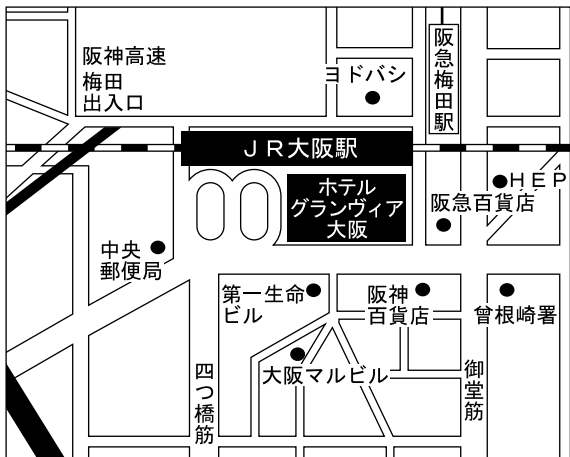 阪神高速
梅田
出入口
ヨドバシ
阪急梅田駅
JR大阪駅
ホテル
グランヴィア
大阪
HEP
阪急百貨店
中央
郵便局
第一生命
ビル
阪神
百貨店
曾根崎署
大阪マルビル
四つ橋筋
御堂筋